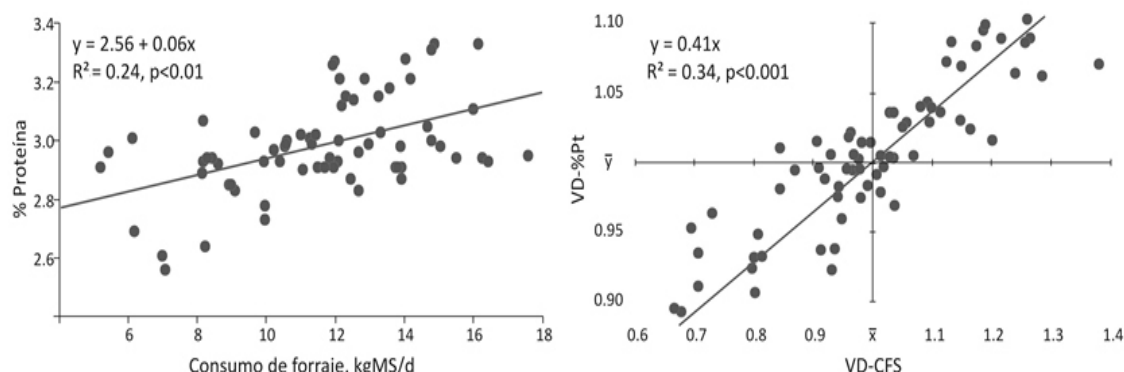 3.4
y = 2.56 + 0.06x
R² = 0.24, p<0.01
3.2
3.0
2.8
2.6
% Proteína
6 8 10 12 14 16 18
Consumo de forraje, kgMS/d
1.10
y = 0.41x
R² = 0.34, p<0.001
1.05
ȳ
0.95
0.90
VD-%Pt
0.6 0.7 0.8 0.9 x̄ 1.1 1.2 1.3 1.4
VD-CFS